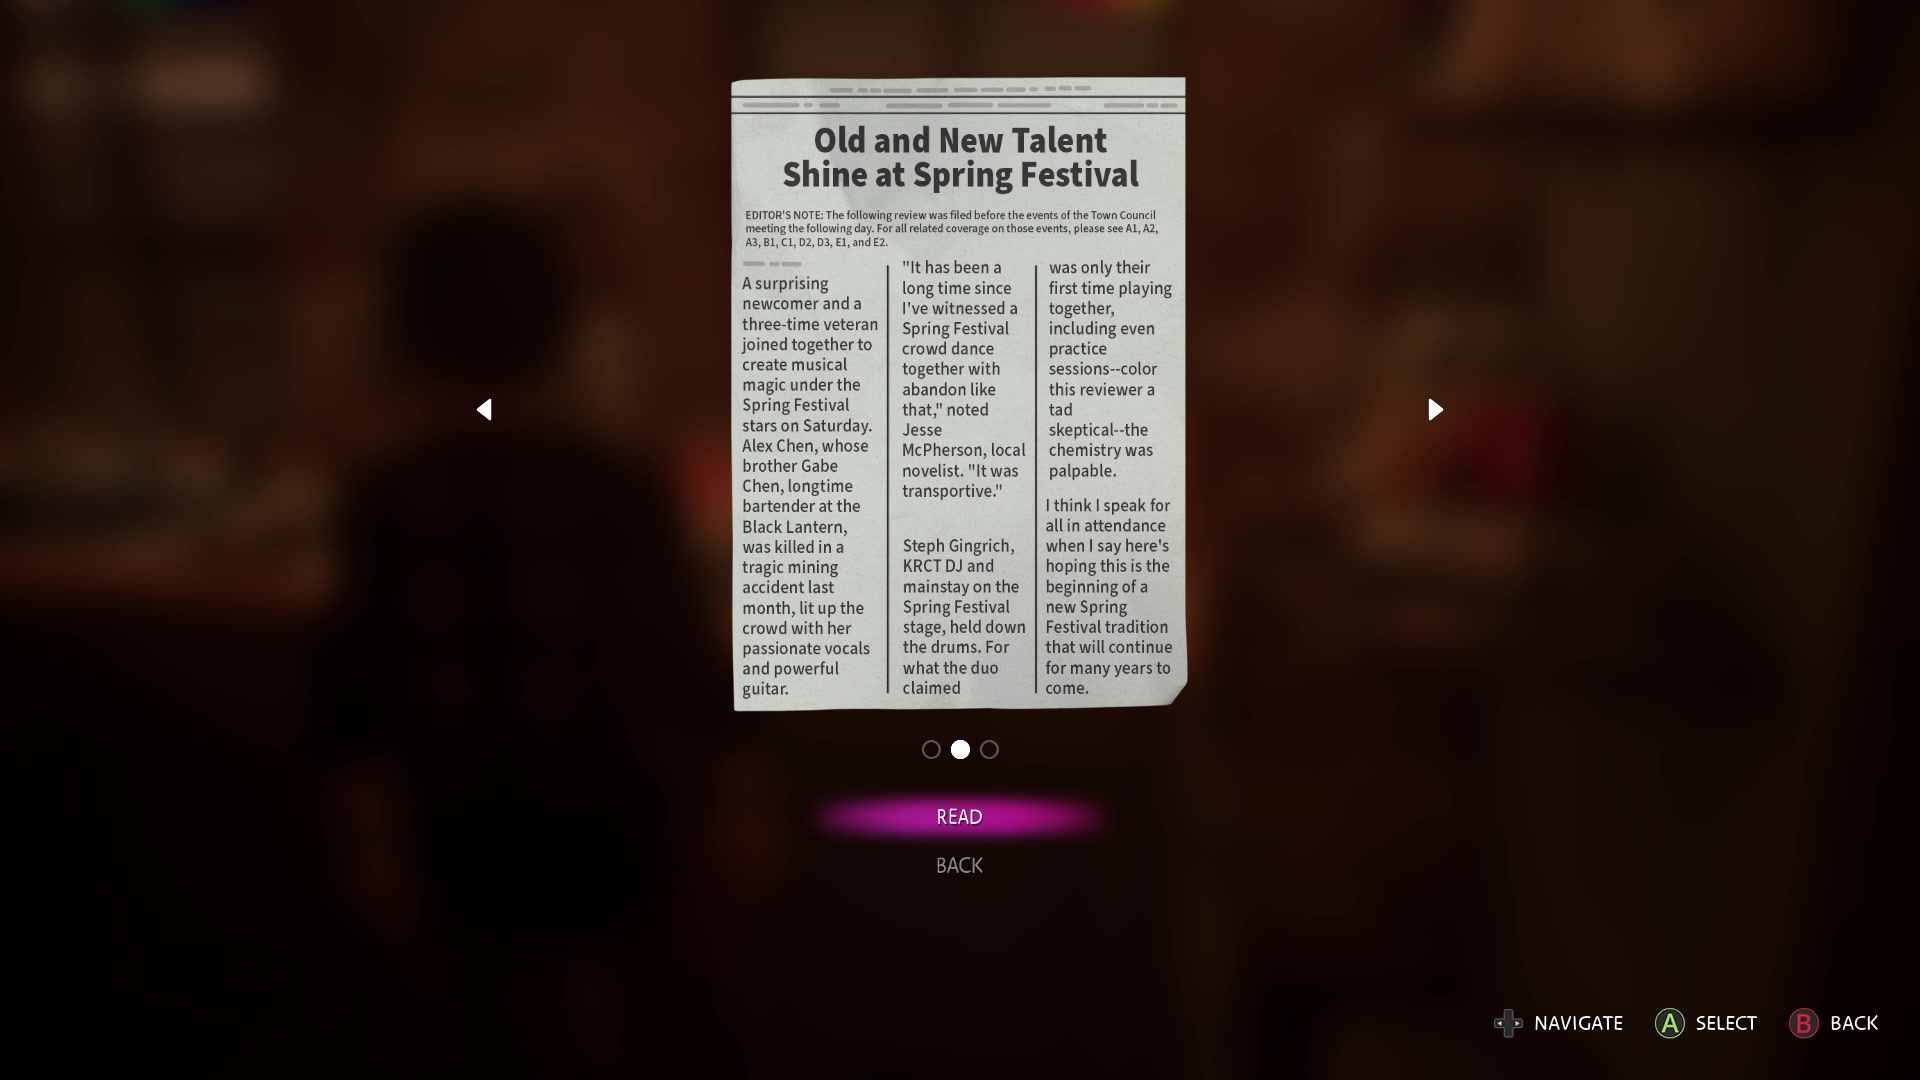 Old and New Talent
Shine at Spring Festival
EDITOR'S NOTE: The following review was filed before the events of the Town Council
meeting the following day. For all related coverage on those events, please see A1, A2,
A3, B1, C1, D2, D3, E1, and E2.
A surprising
newcomer and a
three-time veteran
joined together to
create musical
magic under the
Spring Festival
stars on Saturday.
Alex Chen, whose
brother Gabe
Chen, longtime
bartender at the
Black Lantern,
was killed in a
tragic mining
accident last
month, lit up the
crowd with her
passionate vocals
and powerful
guitar.
"It has been a
long time since
I've witnessed a
Spring Festival
crowd dance
together with
abandon like
that," noted
Jesse
McPherson, local
novelist. "It was
transportive."
Steph Gingrich,
KRCT DJ and
mainstay on the
Spring Festival
stage, held down
the drums. For
what the duo
claimed
was only their
first time playing
together,
including even
practice
sessions--color
this reviewer a
tad
skeptical--the
chemistry was
palpable.
I think I speak for
all in attendance
when I say here's
hoping this is the
beginning of a
new Spring
Festival tradition
that will continue
for many years to
come.
READ
BACK
NAVIGATE A SELECT B BACK